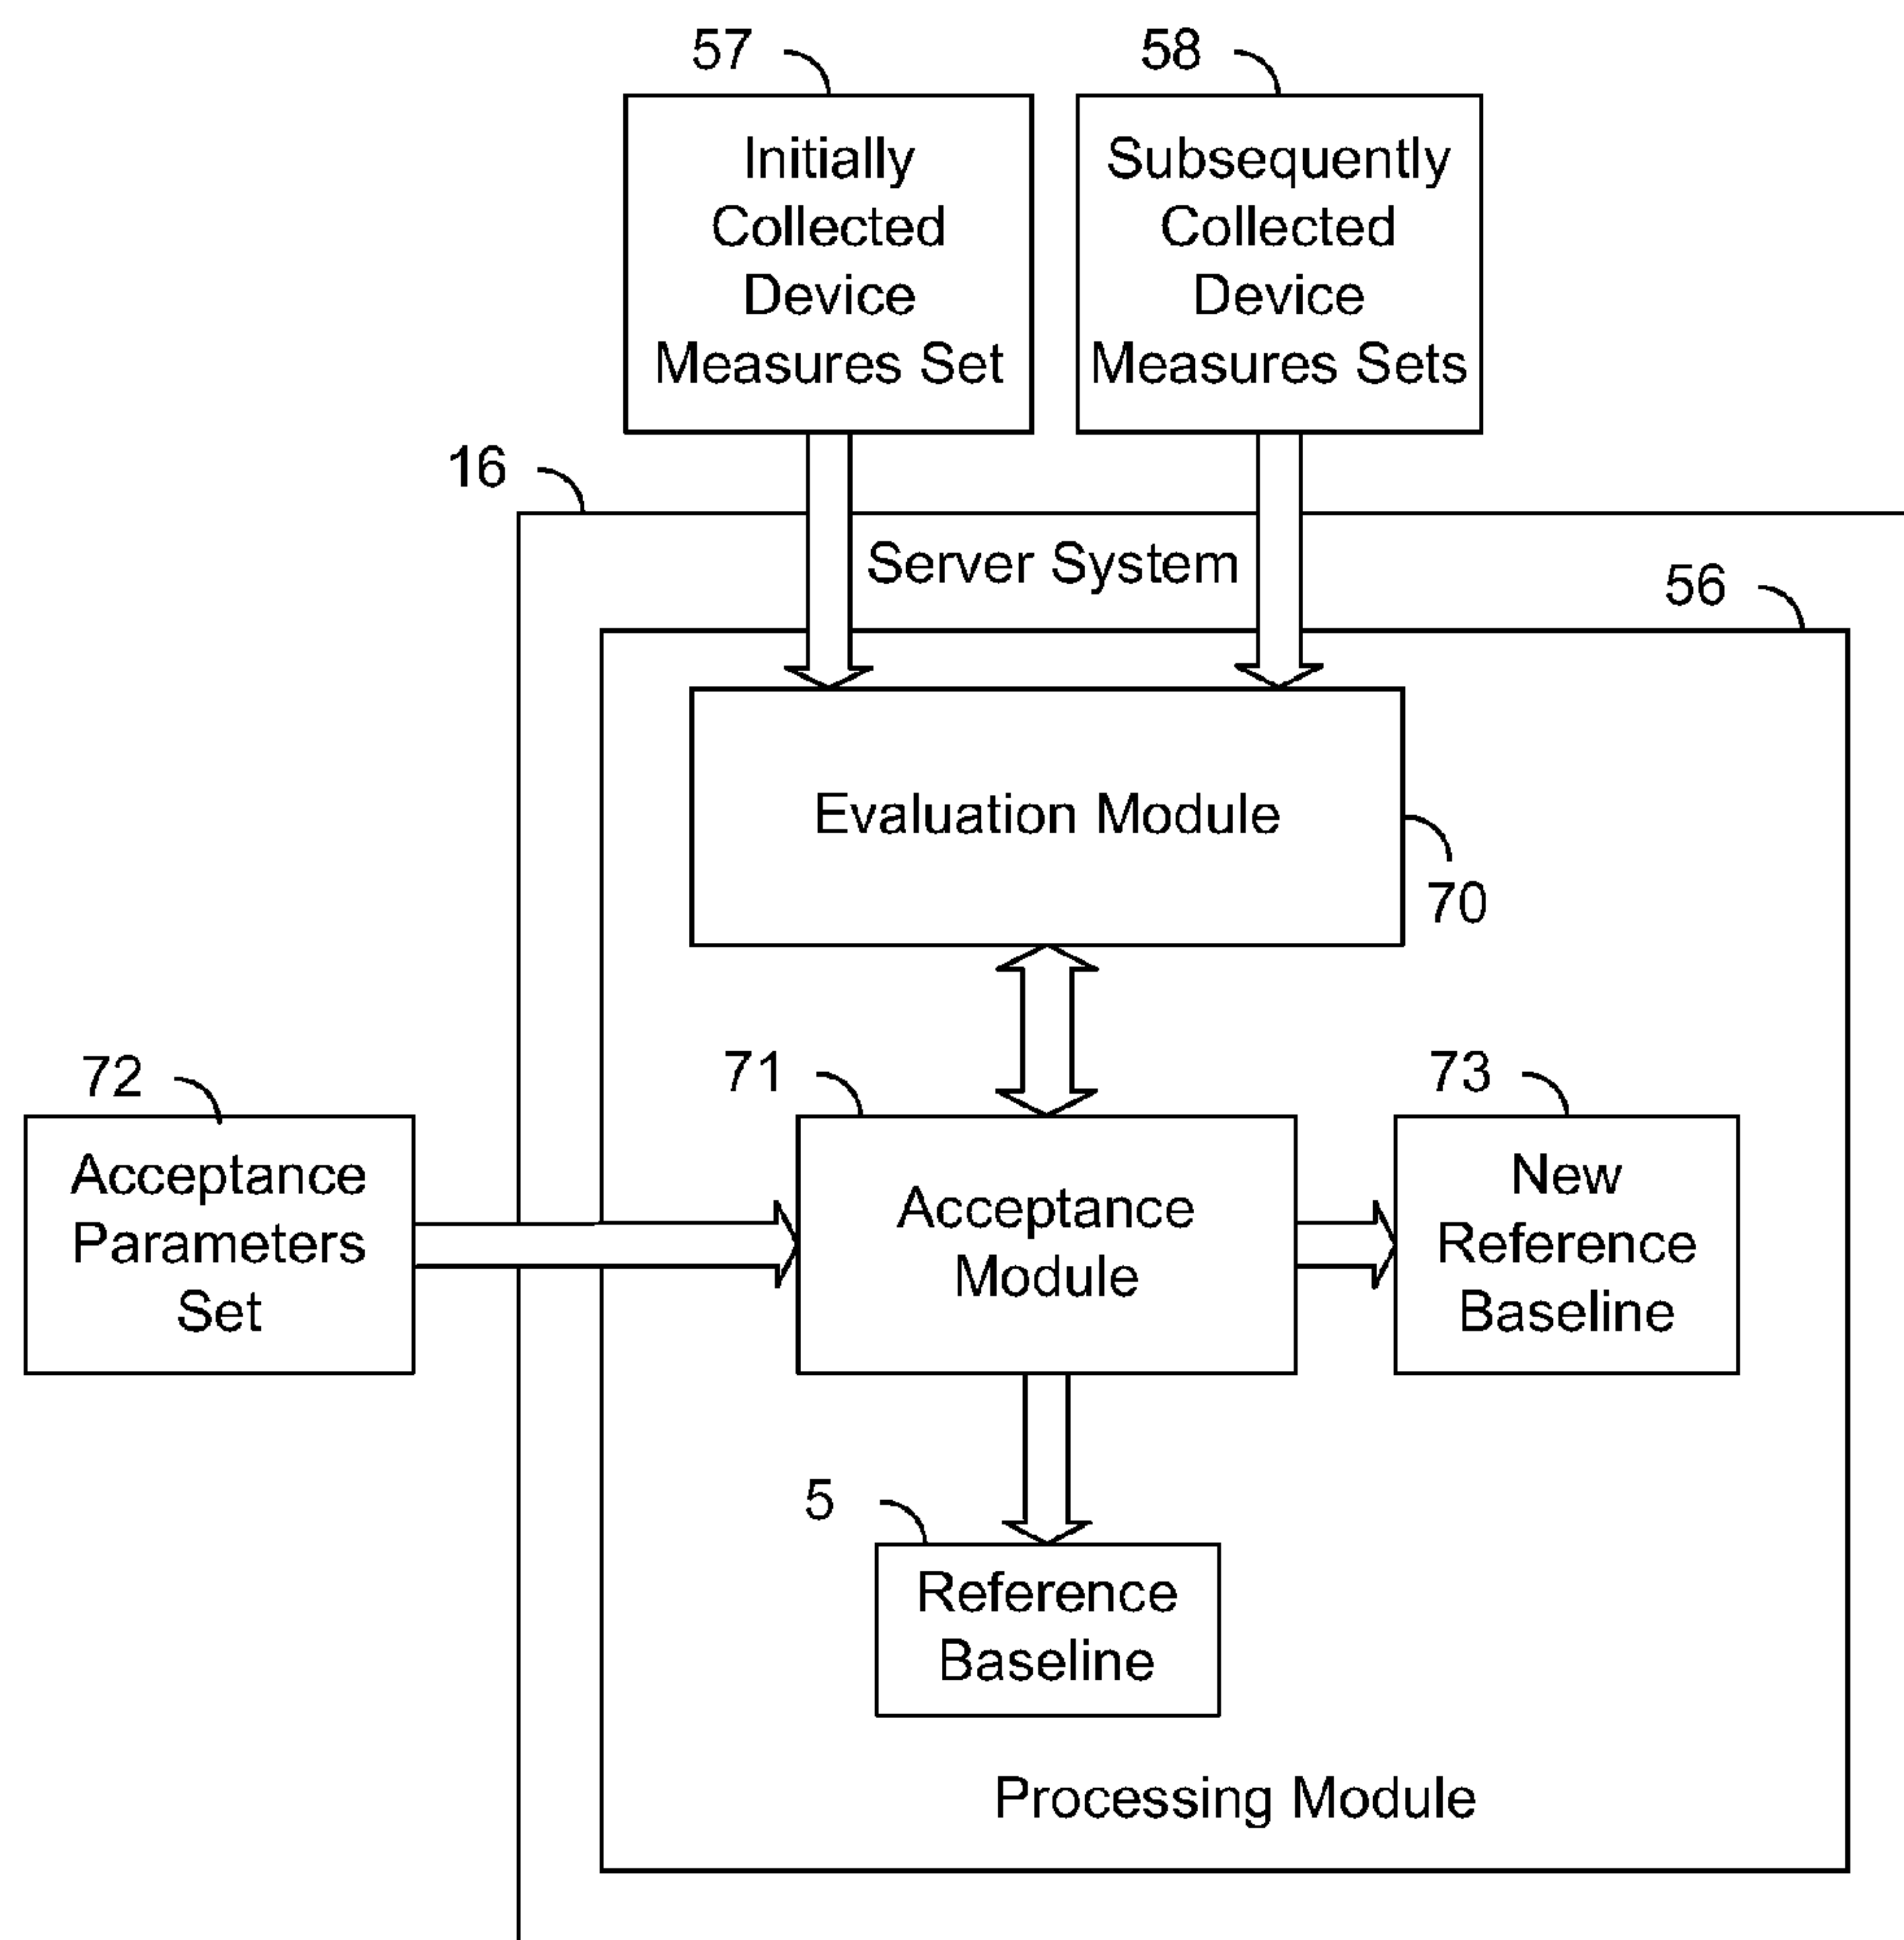 57
58
Initially
Collected
Device
Measures Set
Subsequently
Collected
Device
Measures Sets
16
Server System
56
Evaluation Module
70
72
71
73
Acceptance
Parameters
Set
Acceptance
Module
New
Reference
Baseline
5
Reference
Baseline
Processing Module